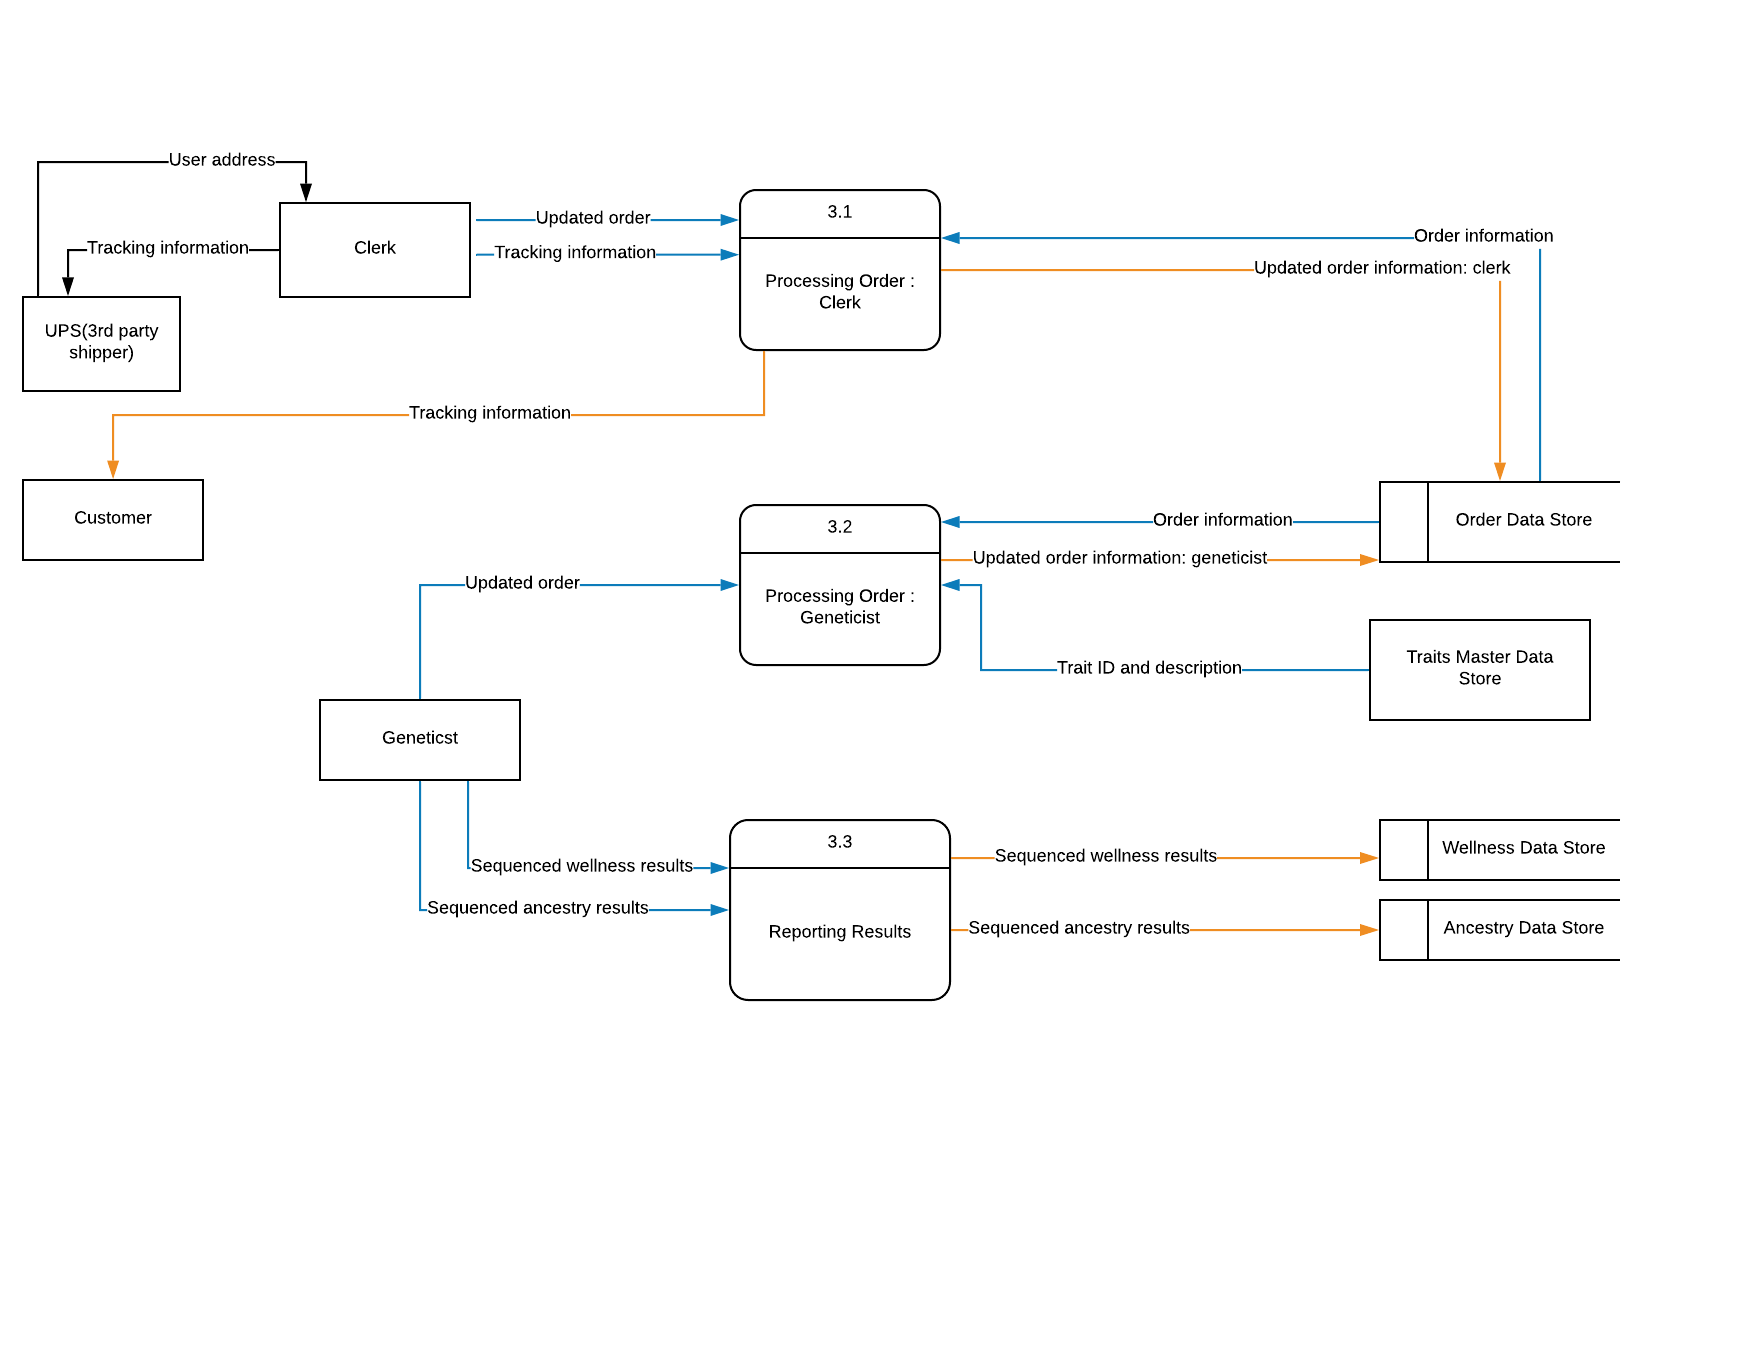 User address
Tracking information
Clerk
UPS(3rd party
shipper)
Updated order
Tracking information
3.1
Processing Order :
Clerk
Order information
Updated order information: clerk
Tracking information
Customer
3.2
Processing Order :
Geneticist
Order information
Updated order information: geneticist
Order Data Store
Updated order
Trait ID and description
Traits Master Data
Store
Geneticst
Sequenced wellness results
Sequenced ancestry results
3.3
Reporting Results
Sequenced wellness results
Sequenced ancestry results
Wellness Data Store
Ancestry Data Store